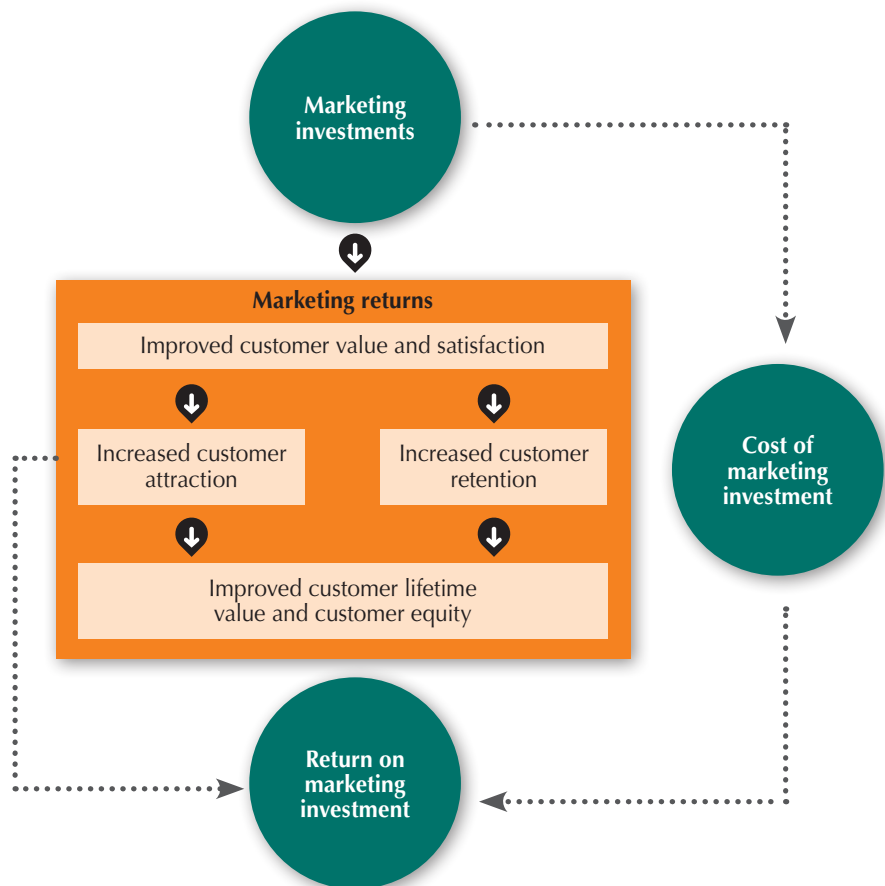 Marketing
investments
Marketing returns
Improved customer value and satisfaction
Increased customer
attraction
Increased customer
retention
Cost of
marketing
investment
Improved customer lifetime
value and customer equity
Return on
marketing
investment